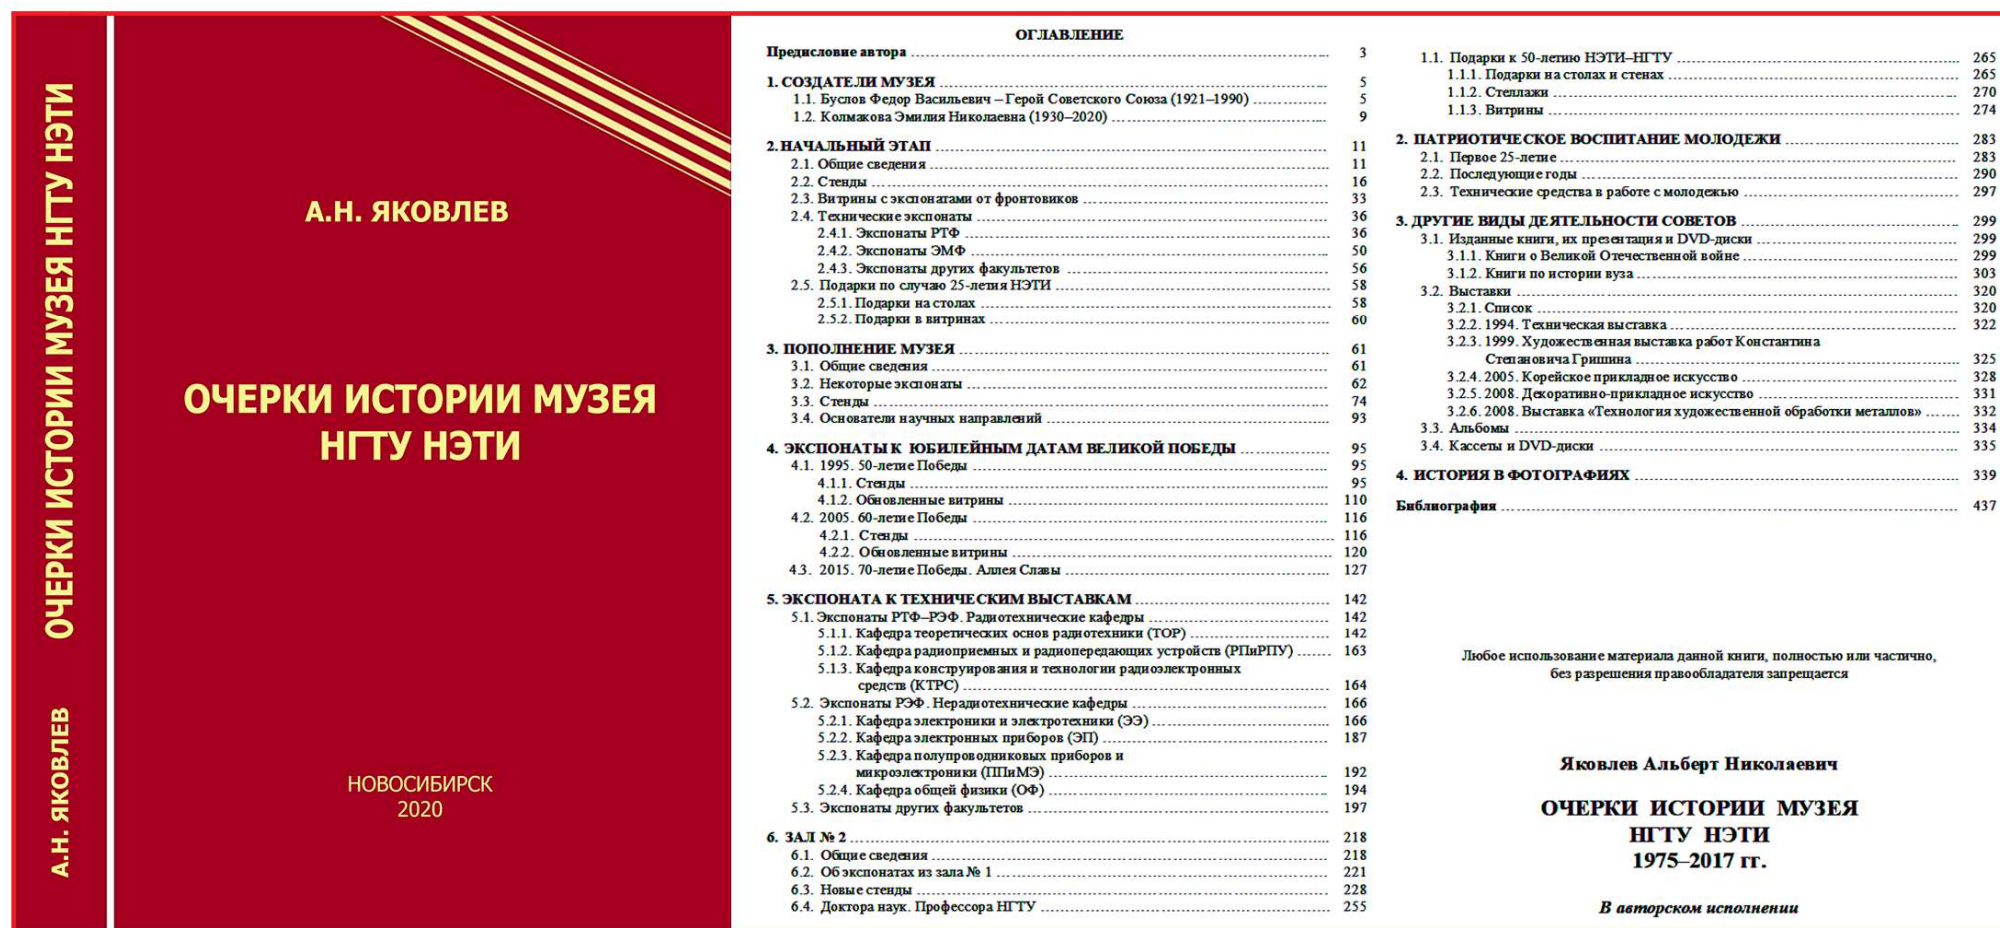 А.Н. ЯКОВЛЕВ ОЧЕРКИ ИСТОРИИ МУЗЕЯ НГТУ НЭТИ
А.Н. ЯКОВЛЕВ
ОЧЕРКИ ИСТОРИИ МУЗЕЯ
НГТУ НЭТИ
НОВОСИБИРСК
2020
ОГЛАВЛЕНИЕ
Предисловие автора 3
1. СОЗДАТЕЛИ МУЗЕЯ 5
1.1. Буслов Федор Васильевич – Герой Советского Союза (1921–1990) 5
1.2. Колмакова Эмилия Николаевна (1930–2020) 9
2. НАЧАЛЬНЫЙ ЭТАП 11
2.1. Общие сведения 11
2.2. Стенды 16
2.3. Витрины с экспонатами от фронтовиков 33
2.4. Технические экспонаты 36
2.4.1. Экспонаты РТФ 36
2.4.2. Экспонаты ЭМФ 50
2.4.3. Экспонаты других факультетов 56
2.5. Подарки по случаю 25-летия НЭТИ 58
2.5.1. Подарки на столах 58
2.5.2. Подарки в витринах 60
3. ПОПОЛНЕНИЕ МУЗЕЯ 61
3.1. Общие сведения 61
3.2. Некоторые экспонаты 62
3.3. Стенды 74
3.4. Основатели научных направлений 93
4. ЭКСПОНАТЫ К ЮБИЛЕЙНЫМ ДАТАМ ВЕЛИКОЙ ПОБЕДЫ 95
4.1. 1995. 50-летие Победы 95
4.1.1. Стенды 95
4.1.2. Обновленные витрины 110
4.2. 2005. 60-летие Победы 116
4.2.1. Стенды 116
4.2.2. Обновленные витрины 120
4.3. 2015. 70-летие Победы. Аллея Славы 127
5. ЭКСПОНАТА К ТЕХНИЧЕСКИМ ВЫСТАВКАМ 142
5.1. Экспонаты РТФ–РЭФ. Радиотехнические кафедры 142
5.1.1. Кафедра теоретических основ радиотехники (ТОР) 142
5.1.2. Кафедра радиоприемных и радиопередающих устройств (РПиРПУ) 163
5.1.3. Кафедра конструирования и технологии радиоэлектронных
средств (КТРС) 164
5.2. Экспонаты РЭФ. Нерадиотехнические кафедры 166
5.2.1. Кафедра электроники и электротехники (ЭЭ) 166
5.2.2. Кафедра электронных приборов (ЭП) 187
5.2.3. Кафедра полупроводниковых приборов и
микроэлектроники (ППиМЭ) 192
5.2.4. Кафедра общей физики (ОФ) 194
5.3. Экспонаты других факультетов 197
6. ЗАЛ № 2 218
6.1. Общие сведения 218
6.2. Об экспонатах из зала № 1 221
6.3. Новые стенды 228
6.4. Доктора наук. Профессора НГТУ 255
1.1. Подарки к 50-летию НЭТИ–НГТУ 265
1.1.1. Подарки на столах и стенах 265
1.1.2. Стеллажи 270
1.1.3. Витрины 274
2. ПАТРИОТИЧЕСКОЕ ВОСПИТАНИЕ МОЛОДЕЖИ 283
2.1. Первое 25-летие 283
2.2. Последующие годы 290
2.3. Технические средства в работе с молодежью 297
3. ДРУГИЕ ВИДЫ ДЕЯТЕЛЬНОСТИ СОВЕТОВ 299
3.1. Изданные книги, их презентация и DVD-диски 299
3.1.1. Книги о Великой Отечественной войне 299
3.1.2. Книги по истории вуза 303
3.2. Выставки 320
3.2.1. Список 320
3.2.2. 1994. Техническая выставка 322
3.2.3. 1999. Художественная выставка работ Константина
Степановича Гришина 325
3.2.4. 2005. Корейское прикладное искусство 328
3.2.5. 2008. Декоративно-прикладное искусство 331
3.2.6. 2008. Выставка «Технология художественной обработки металлов» 332
3.3. Альбомы 334
3.4. Кассеты и DVD-диски 335
4. ИСТОРИЯ В ФОТОГРАФИЯХ 339
Библиография 437
Любое использование материала данной книги, полностью или частично,
без разрешения правообладателя запрещается
Яковлев Альберт Николаевич
ОЧЕРКИ ИСТОРИИ МУЗЕЯ
НГТУ НЭТИ
1975–2017 гг.
В авторском исполнении